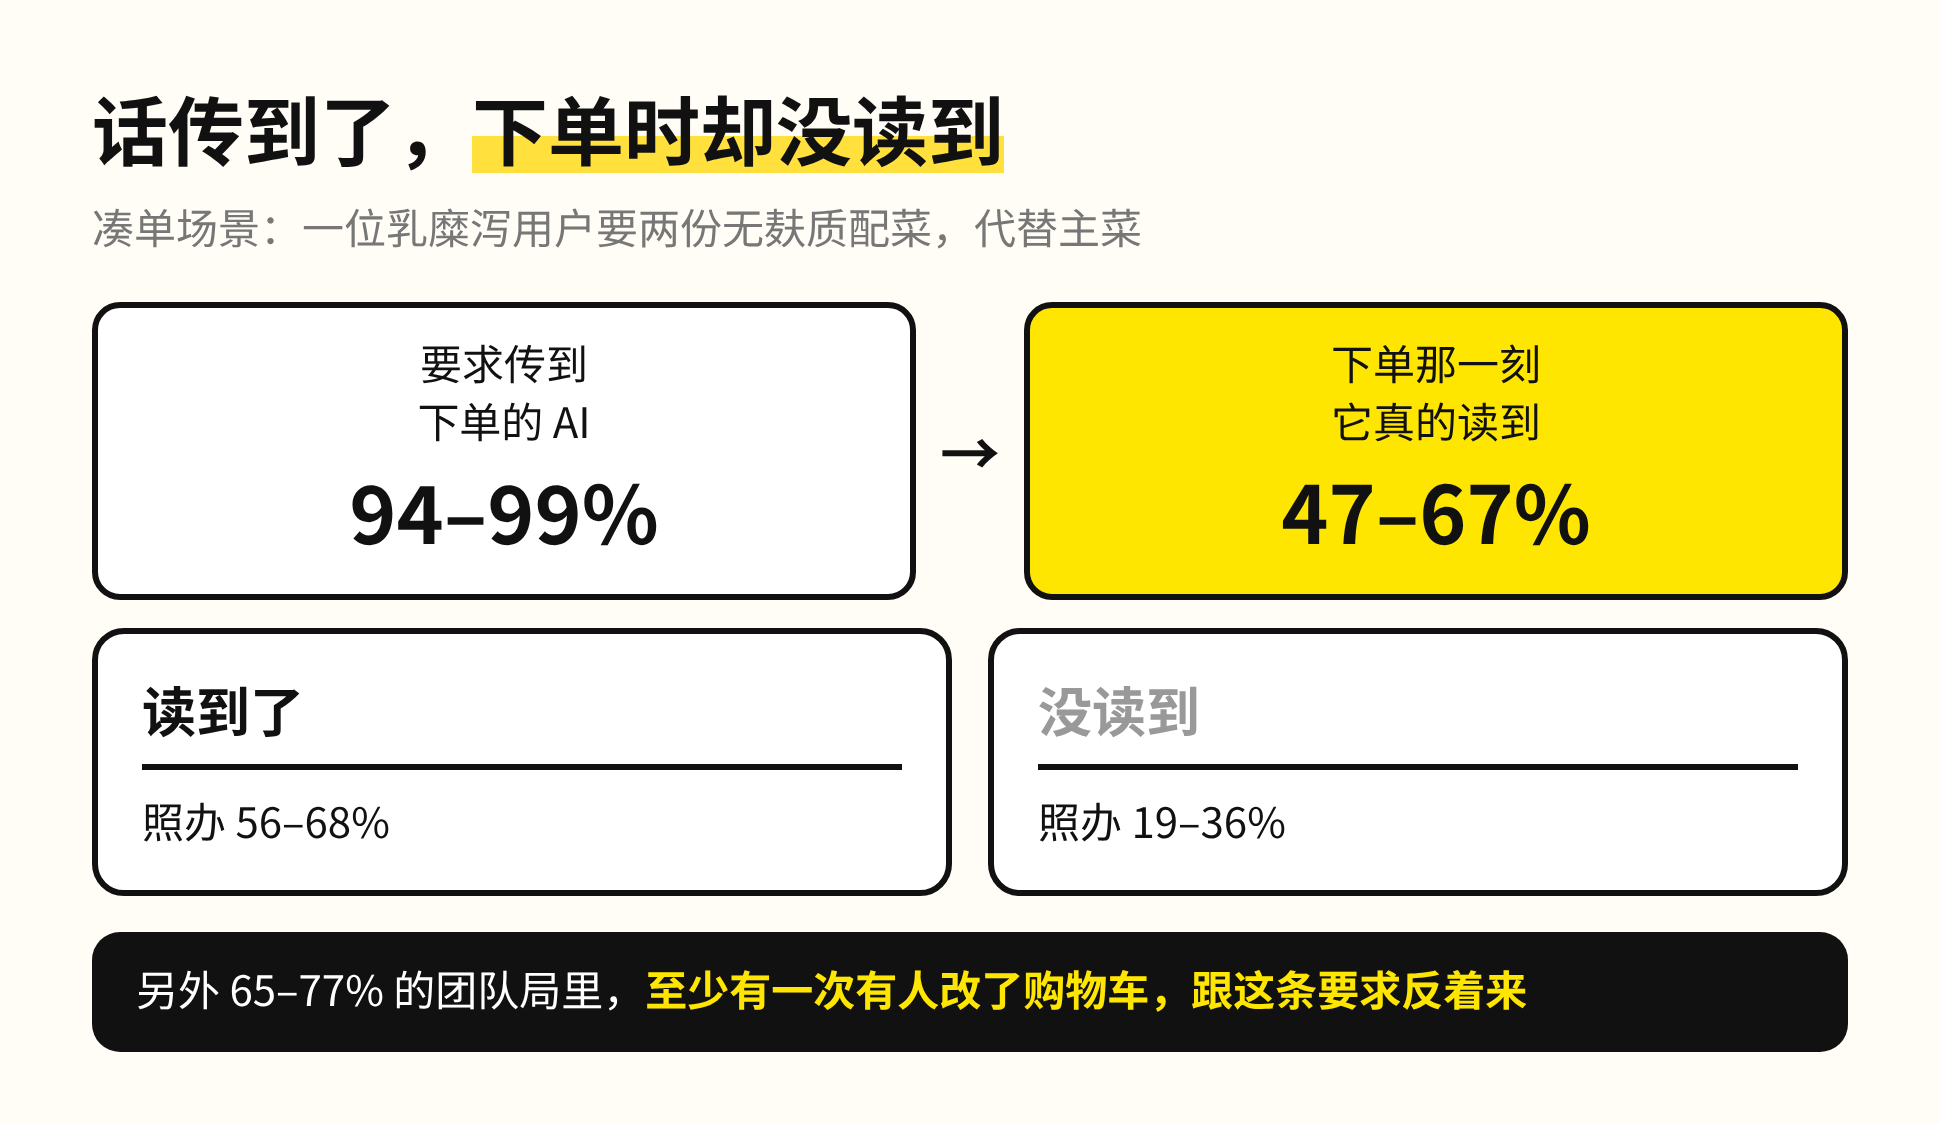 话传到了，下单时却没读到
凑单场景：一位乳糜泻用户要两份无麸质配菜，代替主菜
要求传到
下单的 AI
94–99%
→
下单那一刻
它真的读到
47–67%
读到了
照办 56–68%
没读到
照办 19–36%
另外 65–77% 的团队局里，至少有一次有人改了购物车，跟这条要求反着来